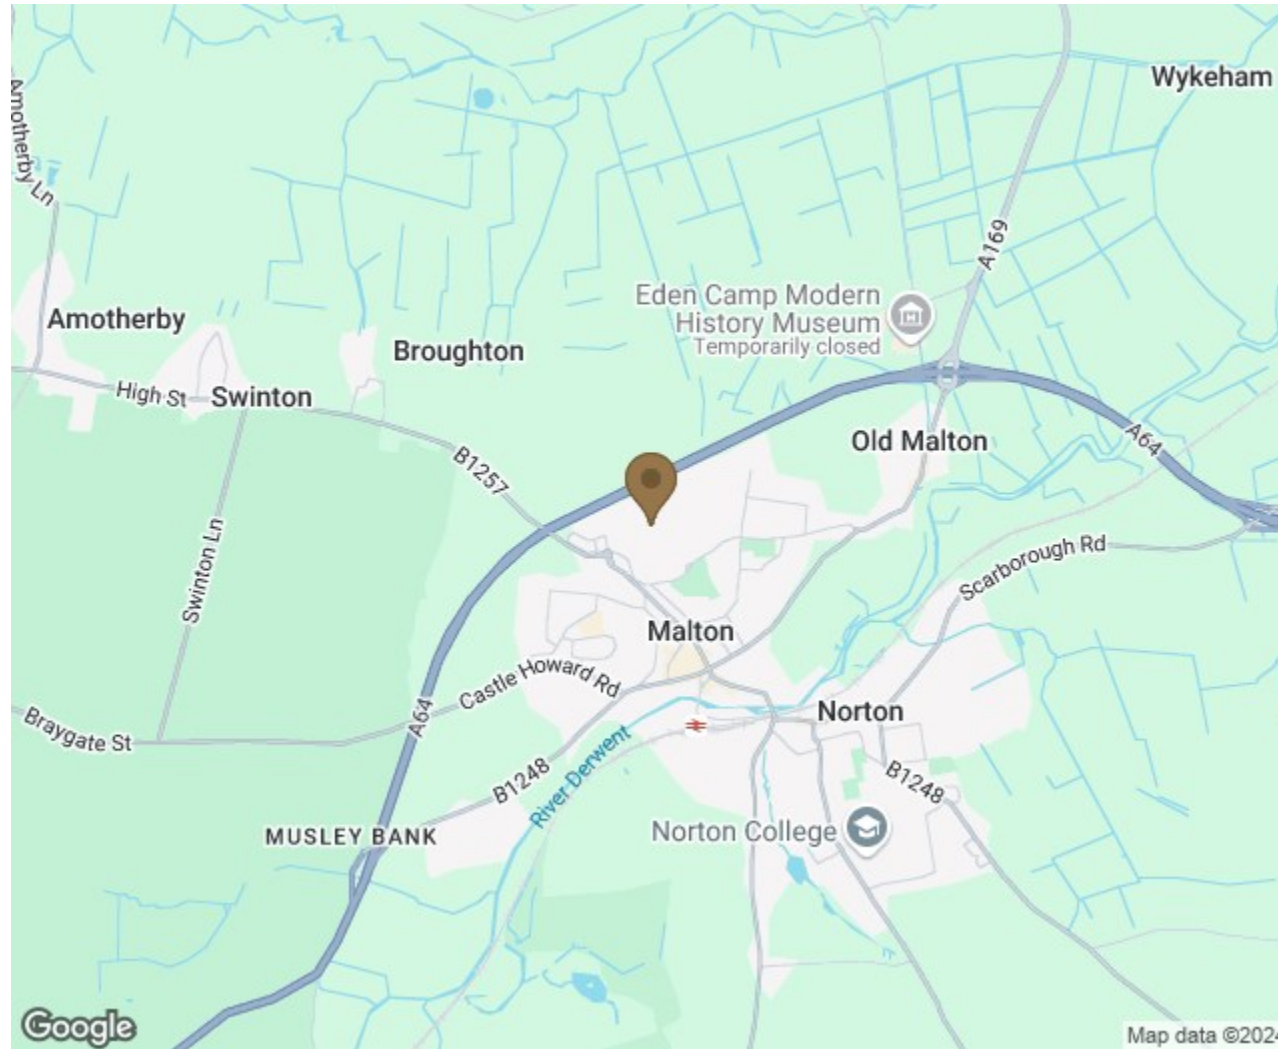 Wykeham
Amotherby Ln
A169
Eden Camp Modern
History Museum
Temporarily closed
Amotherby
Broughton
High St
Swinton
Old Malton
A64
B1257
Swinton Ln
Scarborough Rd
Malton
Castle Howard Rd
A64
Braygate St
Norton
River Derwent
B1248
B1248
MUSLEY BANK
Norton College
Google
Map data ©2024